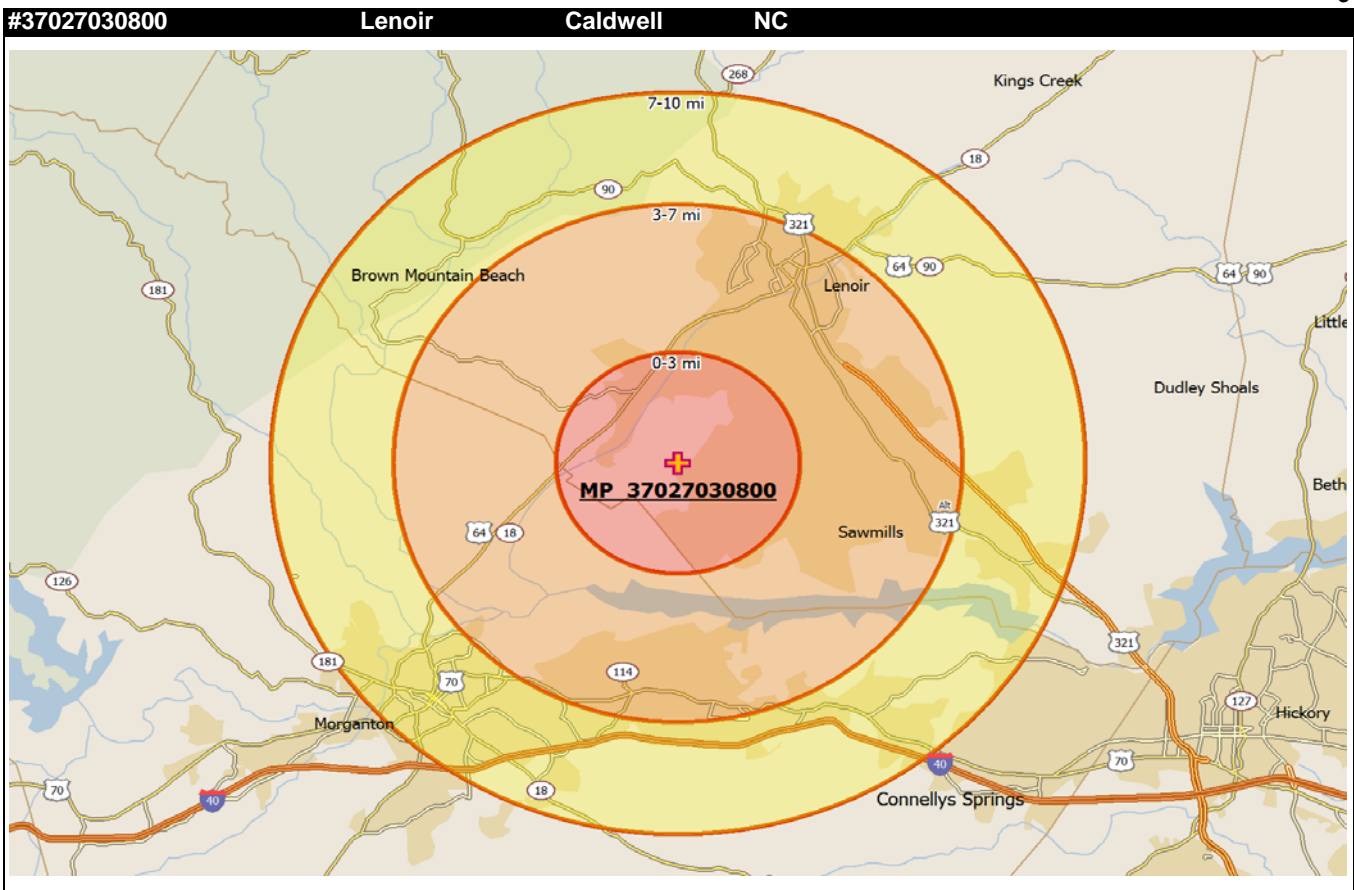 #37027030800 Lenoir Caldwell NC
268
Kings Creek
7-10 mi
18
90
3-7 mi
321
64 90
64 90
Brown Mountain Beach
Lenoir
181
Little
0-3 mi
Dudley Shoals
MP 37027030800
Beth
Alt
321
64 18
Sawmills
126
321
181
114
70
127
Hickory
Morganton
40
70
70
18
40
Connellys Springs